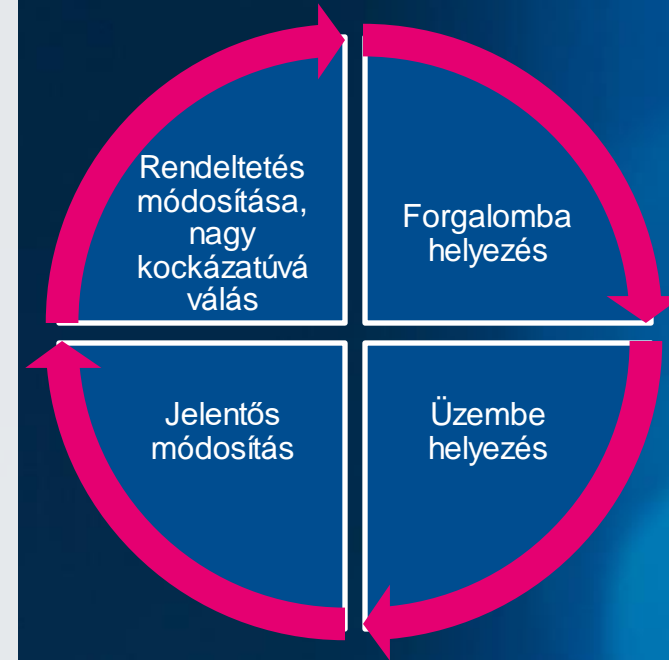 Rendeltetés
módosítása,
nagy
kockázatúvá
válás
Forgalomba
helyezés
Jelentős
módosítás
Üzembe
helyezés